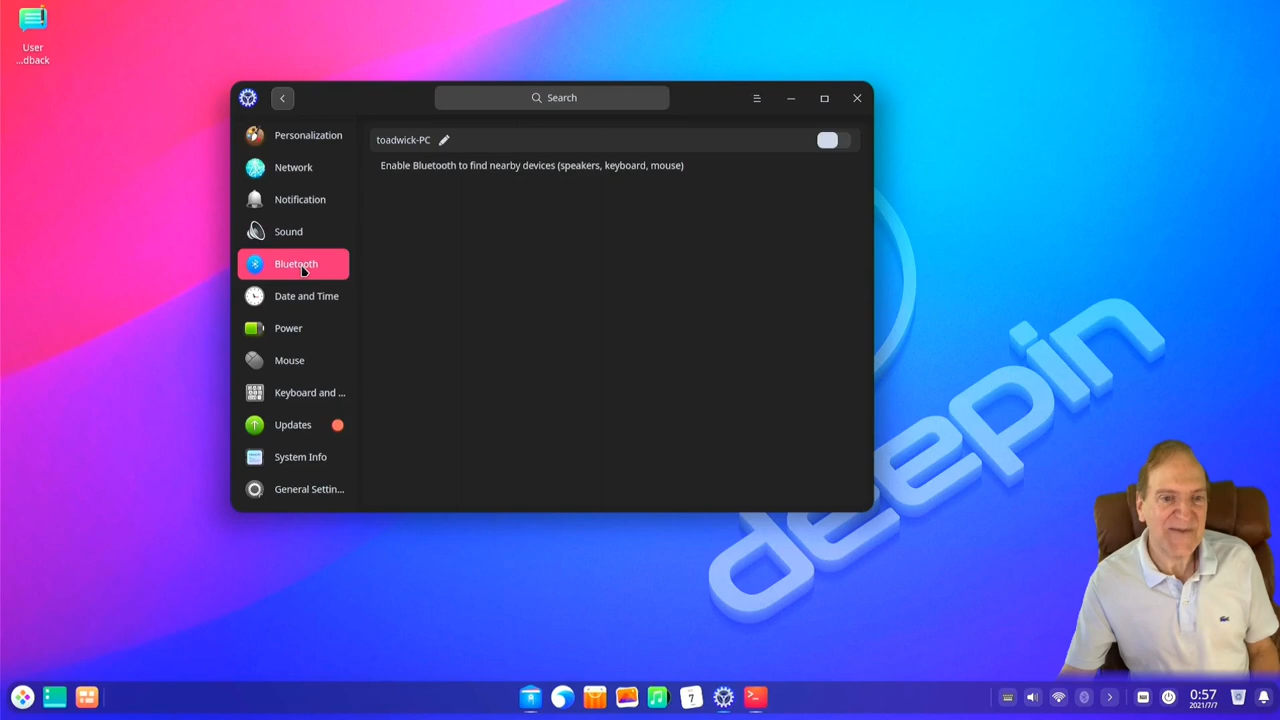 User
...dback
Search
Personalization
Network
Notification
Sound
Bluetooth
Date and Time
Power
Mouse
Keyboard and ...
Updates
System Info
General Settin...
toadwick-PC
Enable Bluetooth to find nearby devices (speakers, keyboard, mouse)
deepin
7
0:57
2021/7/7